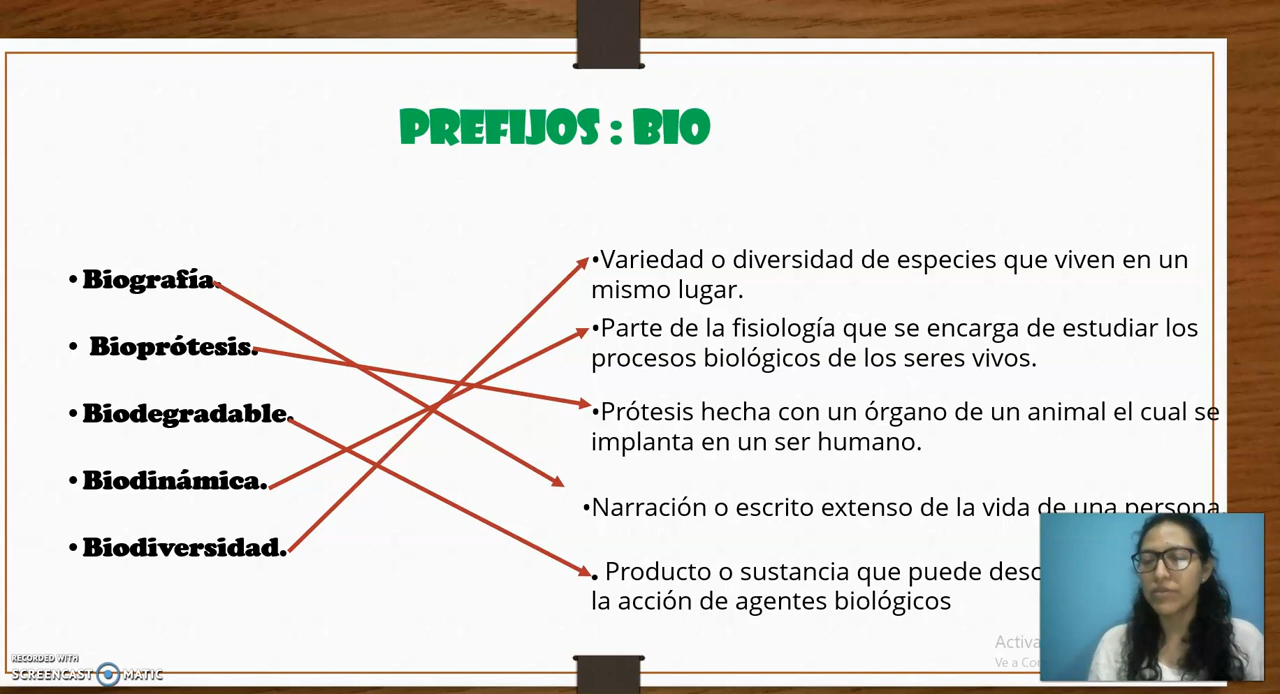 PREFIJOS : BIO
• Biografía.
• Bioprótesis.
• Biodegradable.
• Biodinámica.
• Biodiversidad.
•Variedad o diversidad de especies que viven en un
mismo lugar.
•Parte de la fisiología que se encarga de estudiar los
procesos biológicos de los seres vivos.
•Prótesis hecha con un órgano de un animal el cual se
implanta en un ser humano.
•Narración o escrito extenso de la vida de una persona.
. Producto o sustancia que puede
la acción de agentes biológicos
RECORDED WITH
SCREENCAST MATIC